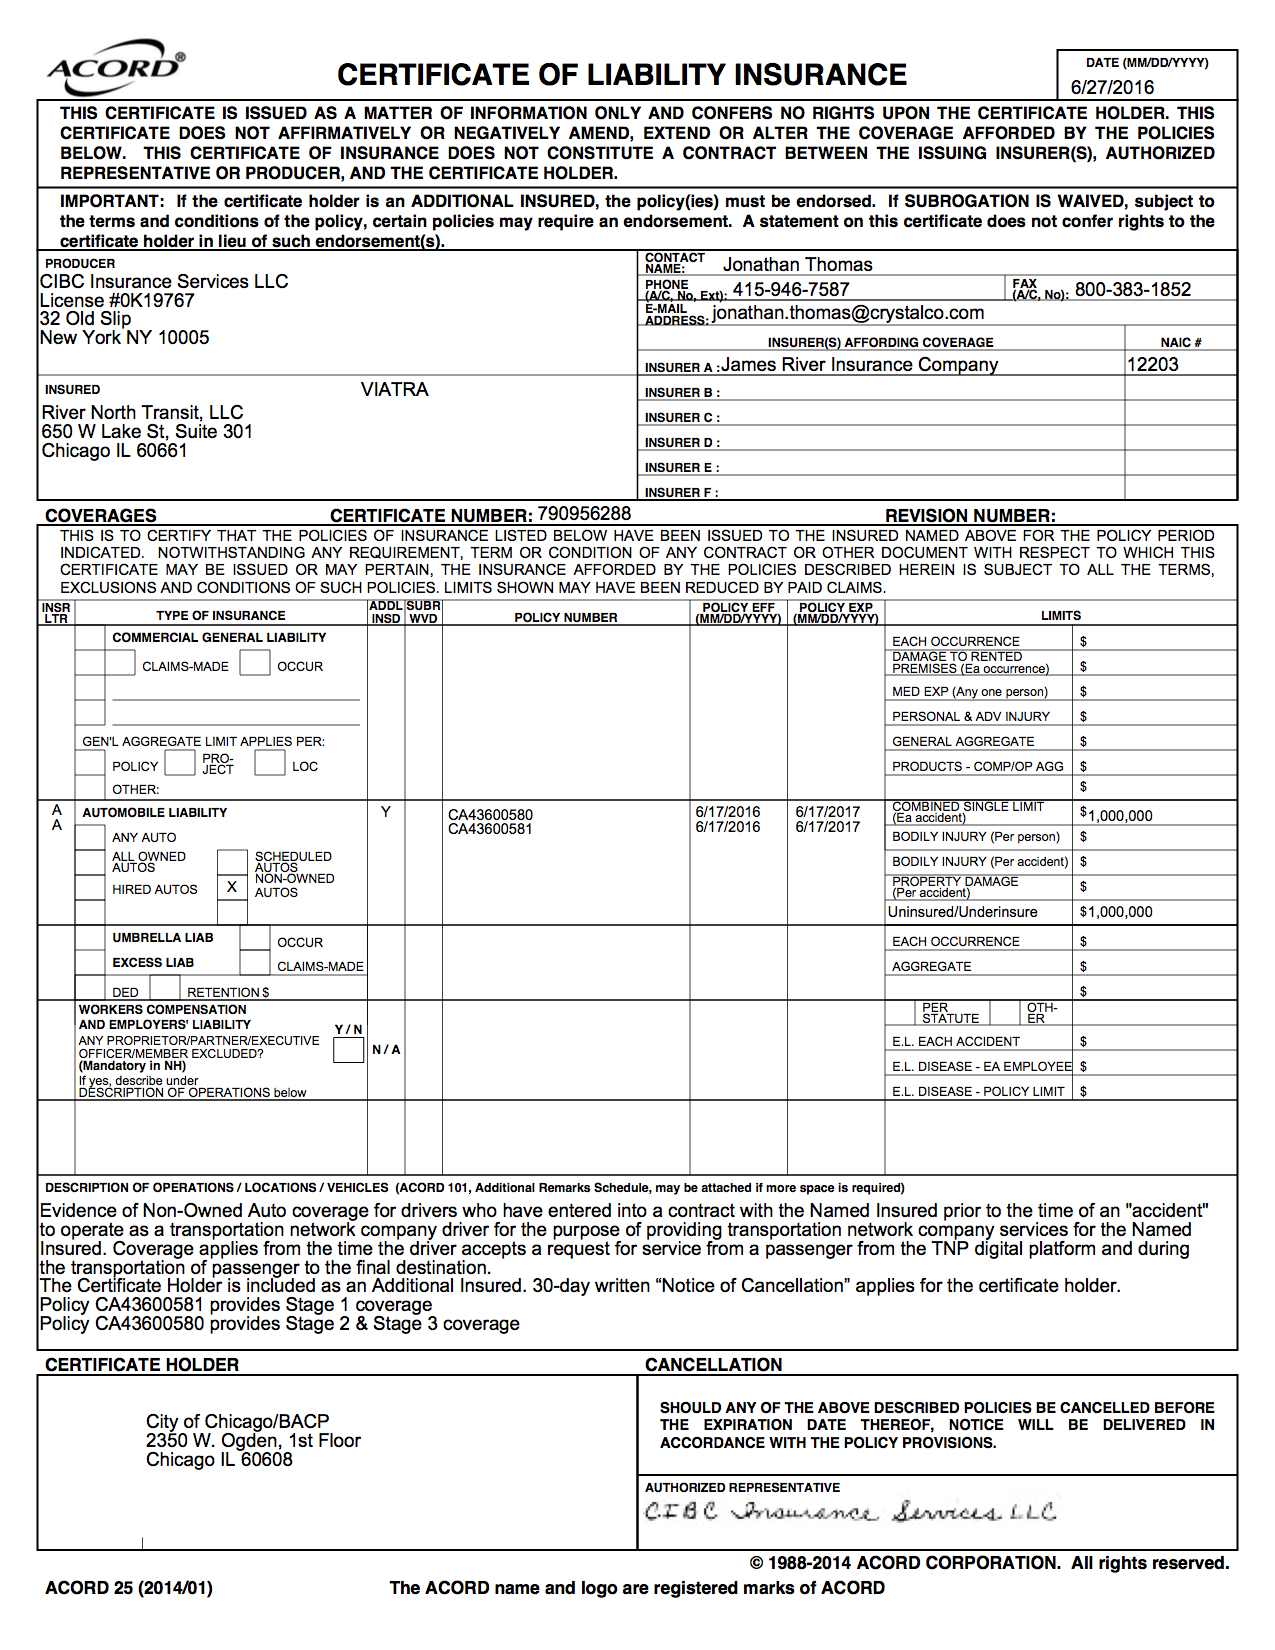 ACORD®
CERTIFICATE OF LIABILITY INSURANCE
DATE (MM/DD/YYYY)
6/27/2016
THIS CERTIFICATE IS ISSUED AS A MATTER OF INFORMATION ONLY AND CONFERS NO RIGHTS UPON THE CERTIFICATE HOLDER. THIS
CERTIFICATE DOES NOT AFFIRMATIVELY OR NEGATIVELY AMEND, EXTEND OR ALTER THE COVERAGE AFFORDED BY THE POLICIES
BELOW. THIS CERTIFICATE OF INSURANCE DOES NOT CONSTITUTE A CONTRACT BETWEEN THE ISSUING INSURER(S), AUTHORIZED
REPRESENTATIVE OR PRODUCER, AND THE CERTIFICATE HOLDER.
IMPORTANT: If the certificate holder is an ADDITIONAL INSURED, the policy(ies) must be endorsed. If SUBROGATION IS WAIVED, subject to
the terms and conditions of the policy, certain policies may require an endorsement. A statement on this certificate does not confer rights to the
certificate holder in lieu of such endorsement(s).
PRODUCER
CIBC Insurance Services LLC
License #0K19767
32 Old Slip
New York NY 10005
CONTACT NAME: Jonathan Thomas
PHONE (A/C, No, Ext): 415-946-7587
FAX (A/C, No): 800-383-1852
E-MAIL ADDRESS: jonathan.thomas@crystalco.com
INSURER(S) AFFORDING COVERAGE NAIC #
INSURER A : James River Insurance Company 12203
INSURED VIATRA
River North Transit, LLC
650 W Lake St, Suite 301
Chicago IL 60661
INSURER B :
INSURER C :
INSURER D :
INSURER E :
INSURER F :
COVERAGES CERTIFICATE NUMBER: 790956288 REVISION NUMBER:
THIS IS TO CERTIFY THAT THE POLICIES OF INSURANCE LISTED BELOW HAVE BEEN ISSUED TO THE INSURED NAMED ABOVE FOR THE POLICY PERIOD
INDICATED. NOTWITHSTANDING ANY REQUIREMENT, TERM OR CONDITION OF ANY CONTRACT OR OTHER DOCUMENT WITH RESPECT TO WHICH THIS
CERTIFICATE MAY BE ISSUED OR MAY PERTAIN, THE INSURANCE AFFORDED BY THE POLICIES DESCRIBED HEREIN IS SUBJECT TO ALL THE TERMS,
EXCLUSIONS AND CONDITIONS OF SUCH POLICIES. LIMITS SHOWN MAY HAVE BEEN REDUCED BY PAID CLAIMS.
INSR LTR TYPE OF INSURANCE ADDL INSD SUBR WVD POLICY NUMBER POLICY EFF (MM/DD/YYYY) POLICY EXP (MM/DD/YYYY) LIMITS
COMMERCIAL GENERAL LIABILITY
CLAIMS-MADE OCCUR
GEN'L AGGREGATE LIMIT APPLIES PER:
POLICY PRO-JECT LOC
OTHER:
EACH OCCURRENCE $
DAMAGE TO RENTED PREMISES (Ea occurrence) $
MED EXP (Any one person) $
PERSONAL & ADV INJURY $
GENERAL AGGREGATE $
PRODUCTS - COMP/OP AGG $
$
A AUTOMOBILE LIABILITY Y CA43600580 6/17/2016 6/17/2017
A CA43600581 6/17/2016 6/17/2017
ANY AUTO
ALL OWNED AUTOS SCHEDULED AUTOS
HIRED AUTOS X NON-OWNED AUTOS
COMBINED SINGLE LIMIT (Ea accident) $1,000,000
BODILY INJURY (Per person) $
BODILY INJURY (Per accident) $
PROPERTY DAMAGE (Per accident) $
Uninsured/Underinsure $1,000,000
UMBRELLA LIAB OCCUR
EXCESS LIAB CLAIMS-MADE
DED RETENTION $
EACH OCCURRENCE $
AGGREGATE $
$
WORKERS COMPENSATION
AND EMPLOYERS' LIABILITY Y / N
ANY PROPRIETOR/PARTNER/EXECUTIVE
OFFICER/MEMBER EXCLUDED? N / A
(Mandatory in NH)
If yes, describe under
DESCRIPTION OF OPERATIONS below
PER STATUTE OTH-ER
E.L. EACH ACCIDENT $
E.L. DISEASE - EA EMPLOYEE $
E.L. DISEASE - POLICY LIMIT $
DESCRIPTION OF OPERATIONS / LOCATIONS / VEHICLES (ACORD 101, Additional Remarks Schedule, may be attached if more space is required)
Evidence of Non-Owned Auto coverage for drivers who have entered into a contract with the Named Insured prior to the time of an "accident"
to operate as a transportation network company driver for the purpose of providing transportation network company services for the Named
Insured. Coverage applies from the time the driver accepts a request for service from a passenger from the TNP digital platform and during
the transportation of passenger to the final destination.
The Certificate Holder is included as an Additional Insured. 30-day written “Notice of Cancellation” applies for the certificate holder.
Policy CA43600581 provides Stage 1 coverage
Policy CA43600580 provides Stage 2 & Stage 3 coverage
CERTIFICATE HOLDER
City of Chicago/BACP
2350 W. Ogden, 1st Floor
Chicago IL 60608
CANCELLATION
SHOULD ANY OF THE ABOVE DESCRIBED POLICIES BE CANCELLED BEFORE
THE EXPIRATION DATE THEREOF, NOTICE WILL BE DELIVERED IN
ACCORDANCE WITH THE POLICY PROVISIONS.
AUTHORIZED REPRESENTATIVE
CIBC Insurance Services LLC
© 1988-2014 ACORD CORPORATION. All rights reserved.
ACORD 25 (2014/01) The ACORD name and logo are registered marks of ACORD